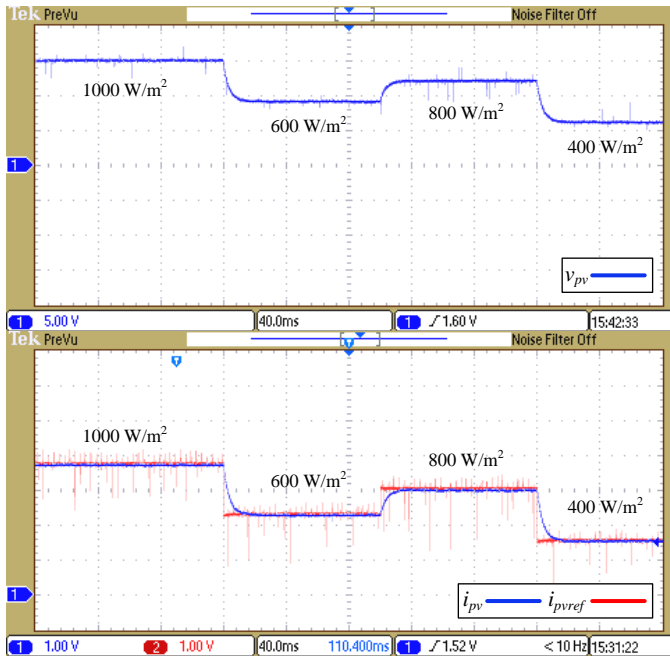 Tek PreVu Noise Filter Off
1000 W/m²
600 W/m²
800 W/m²
400 W/m²
1
v_pv
1 5.00 V 40.0ms 1 1.60 V 15:42:33
Tek PreVu Noise Filter Off
T
T
1000 W/m²
600 W/m²
800 W/m²
400 W/m²
1
i_pv i_pvref
1 1.00 V 2 1.00 V 40.0ms 110.400ms 1 1.52 V < 10 Hz 15:31:22